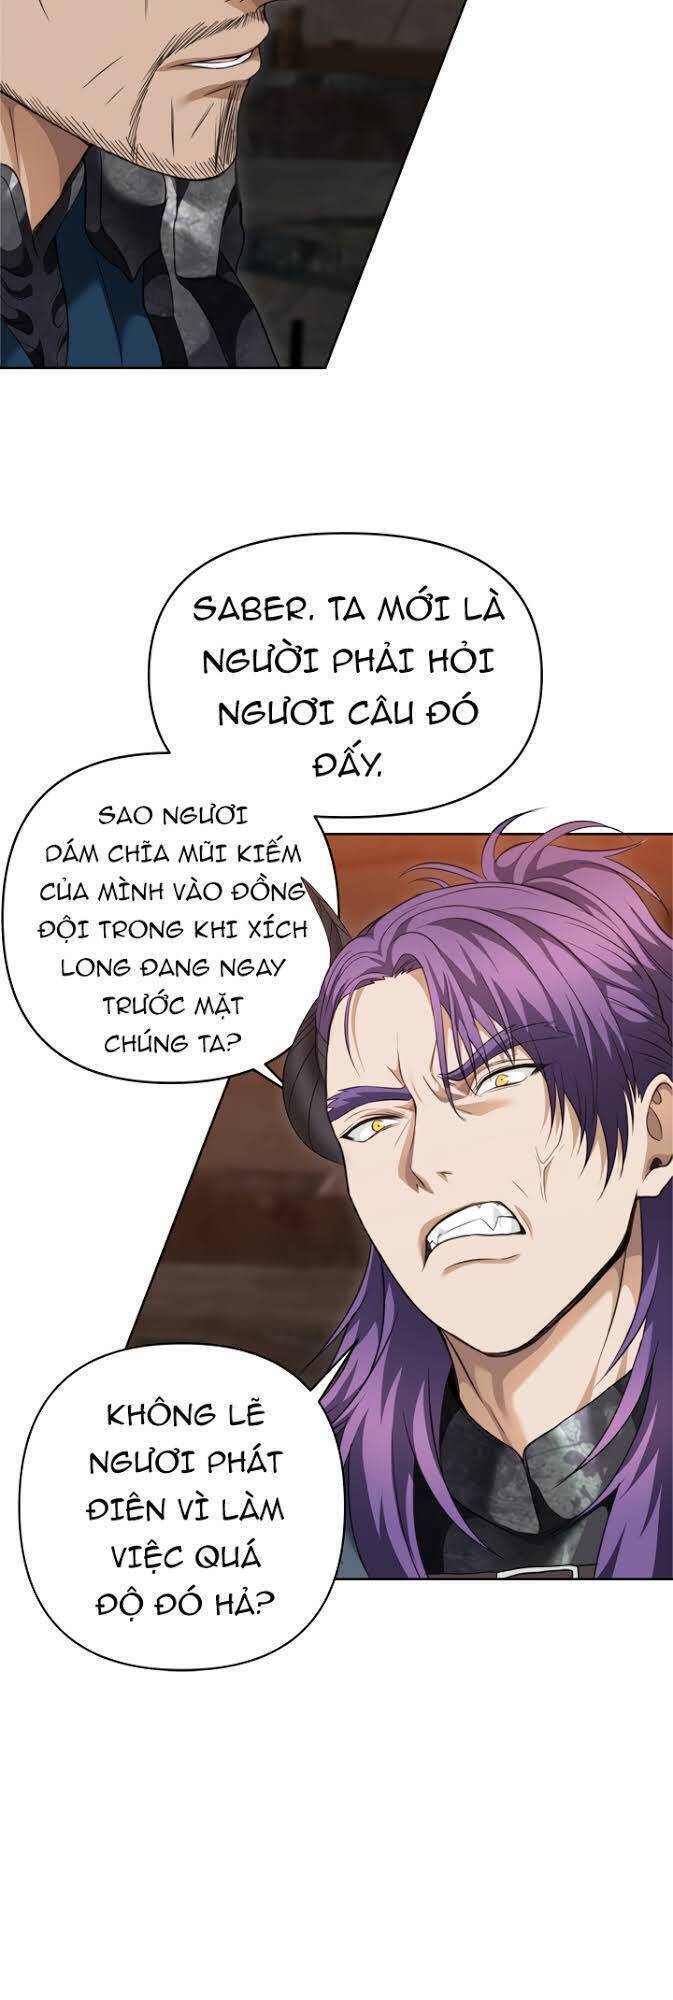 SABER. TA MỚI LÀ
NGƯỜI PHẢI HỎI
NGƯƠI CÂU ĐÓ
ĐẤY.
SAO NGƯƠI
DÁM CHĨA MŨI KIẾM
CỦA MÌNH VÀO ĐỒNG
ĐỘI TRONG KHI XÍCH
LONG ĐANG NGAY
TRƯỚC MẶT
CHÚNG TA?
KHÔNG LẼ
NGƯƠI PHÁT
ĐIÊN VÌ LÀM
VIỆC QUÁ
ĐỘ ĐÓ HẢ?